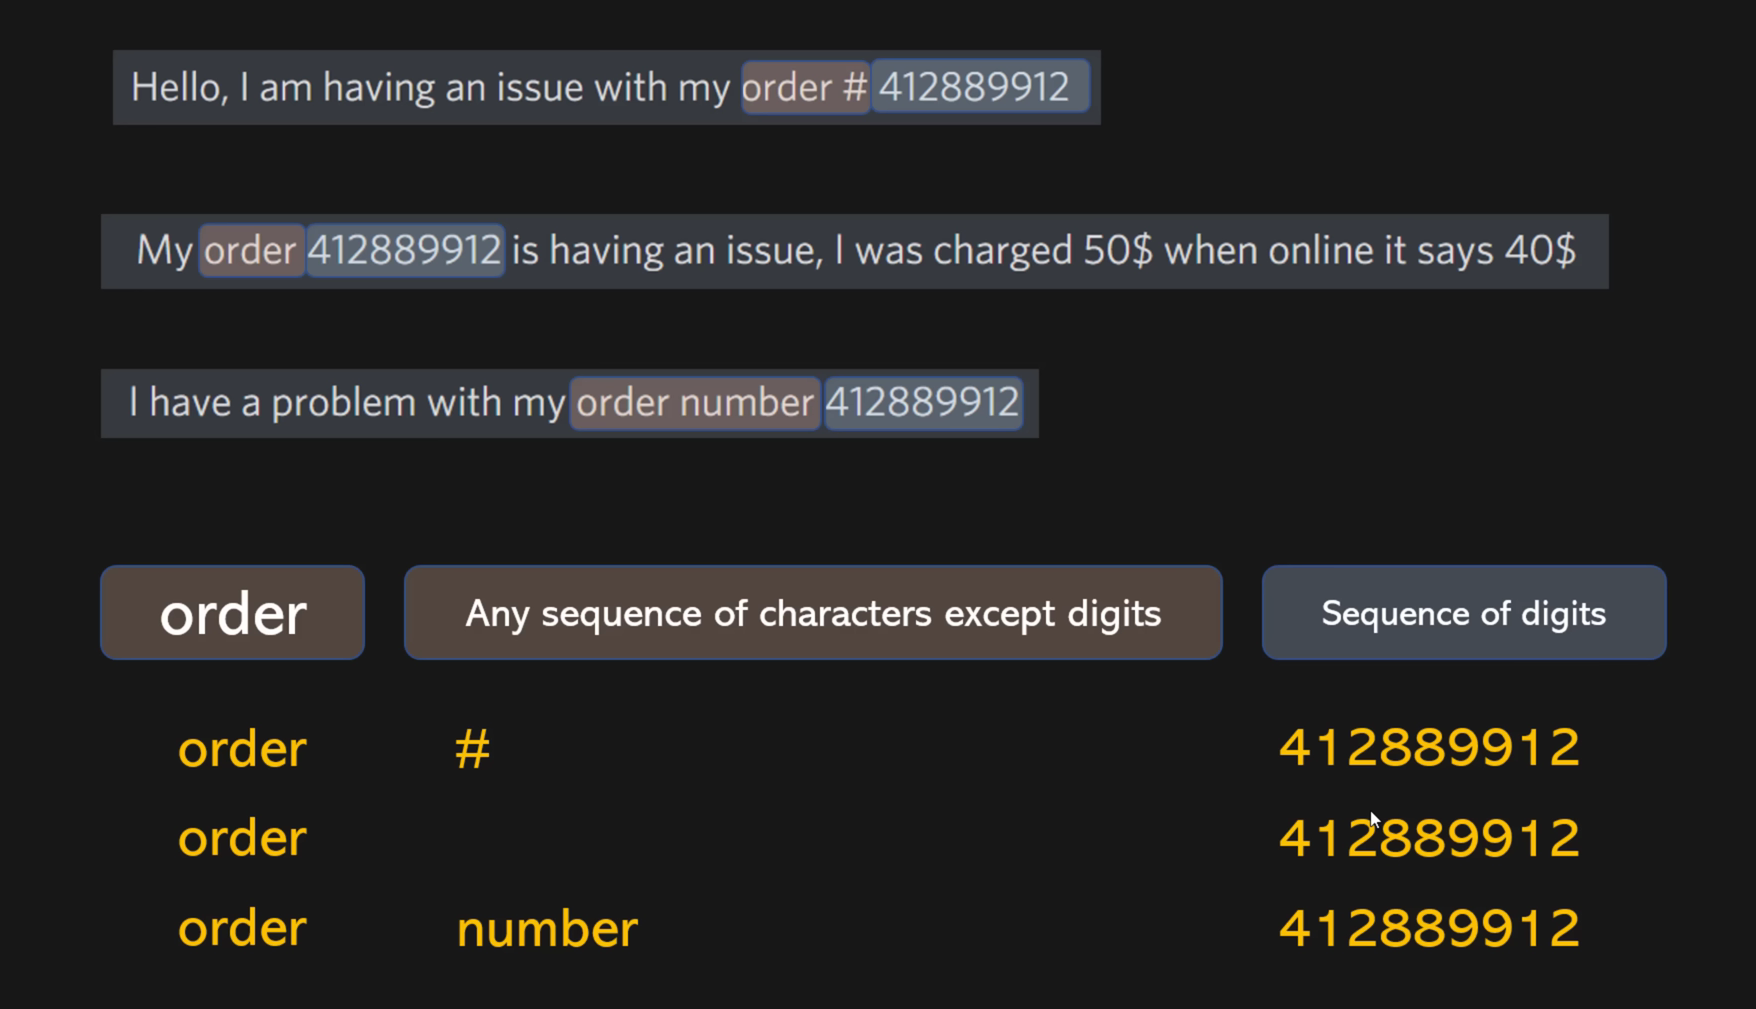 Hello, I am having an issue with my order # 412889912
My order 412889912 is having an issue, I was charged 50$ when online it says 40$
I have a problem with my order number 412889912
order Any sequence of characters except digits Sequence of digits
order # 412889912
order 412889912
order number 412889912